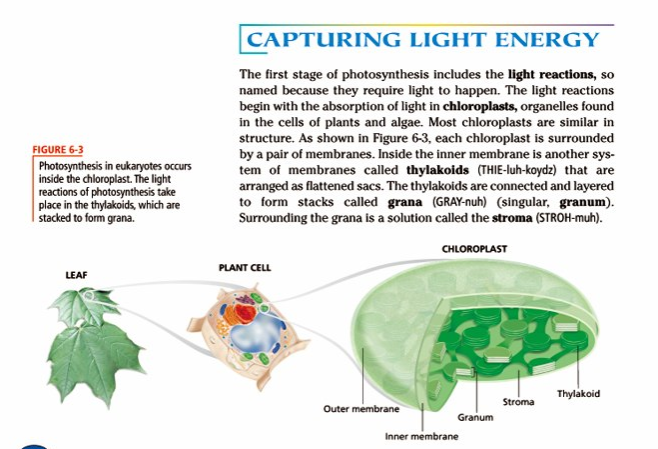 CAPTURING LIGHT ENERGY
The first stage of photosynthesis includes the light reactions, so
named because they require light to happen. The light reactions
begin with the absorption of light in chloroplasts, organelles found
in the cells of plants and algae. Most chloroplasts are similar in
structure. As shown in Figure 6-3, each chloroplast is surrounded
by a pair of membranes. Inside the inner membrane is another sys-
tem of membranes called thylakoids (THIE-luh-koydz) that are
arranged as flattened sacs. The thylakoids are connected and layered
to form stacks called grana (GRAY-nuh) (singular, granum).
Surrounding the grana is a solution called the stroma (STROH-muh).
FIGURE 6-3
Photosynthesis in eukaryotes occurs
inside the chloroplast. The light
reactions of photosynthesis take
place in the thylakoids, which are
stacked to form grana.
LEAF
PLANT CELL
CHLOROPLAST
Outer membrane
Inner membrane
Granum
Stroma
Thylakoid